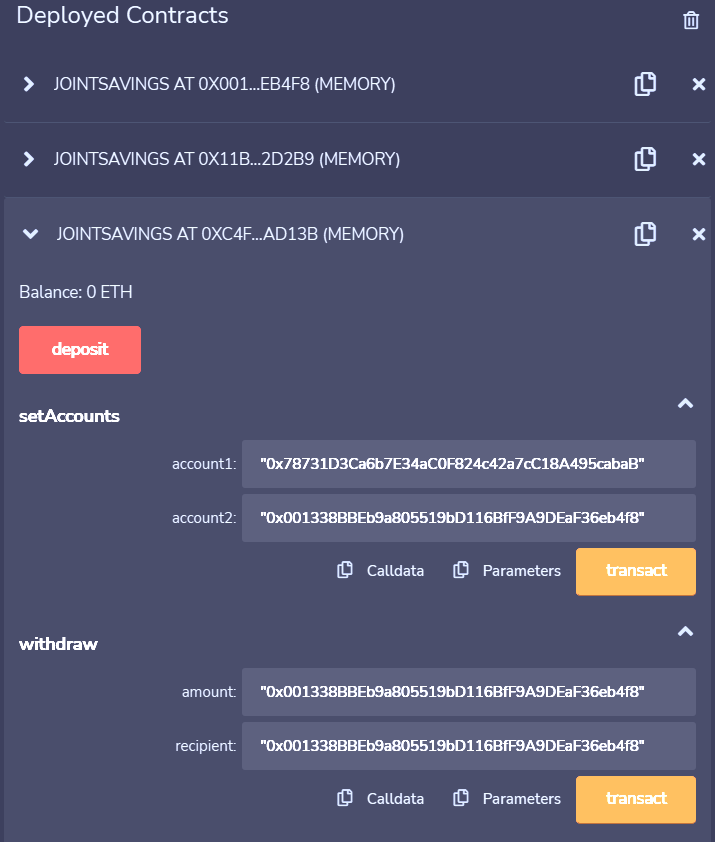 Deployed Contracts
JOINTSAVINGS AT 0X001...EB4F8 (MEMORY)
JOINTSAVINGS AT 0X11B...2D2B9 (MEMORY)
JOINTSAVINGS AT 0XC4F...AD13B (MEMORY)
Balance: 0 ETH
deposit
setAccounts
account1: "0x78731D3Ca6b7E34aC0F824c42a7cC18A495cabaB"
account2: "0x001338BBEb9a805519bD116BfF9A9DEaF36eb4f8"
Calldata Parameters transact
withdraw
amount: "0x001338BBEb9a805519bD116BfF9A9DEaF36eb4f8"
recipient: "0x001338BBEb9a805519bD116BfF9A9DEaF36eb4f8"
Calldata Parameters transact